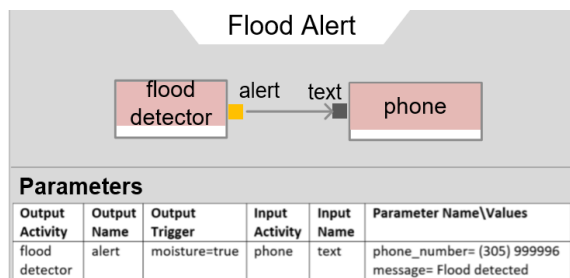 Flood Alert
flood
detector
alert
text
phone
Parameters
Output Activity
Output Name
Output Trigger
Input Activity
Input Name
Parameter Name\Values
flood detector
alert
moisture=true
phone
text
phone_number= (305) 999996
message= Flood detected